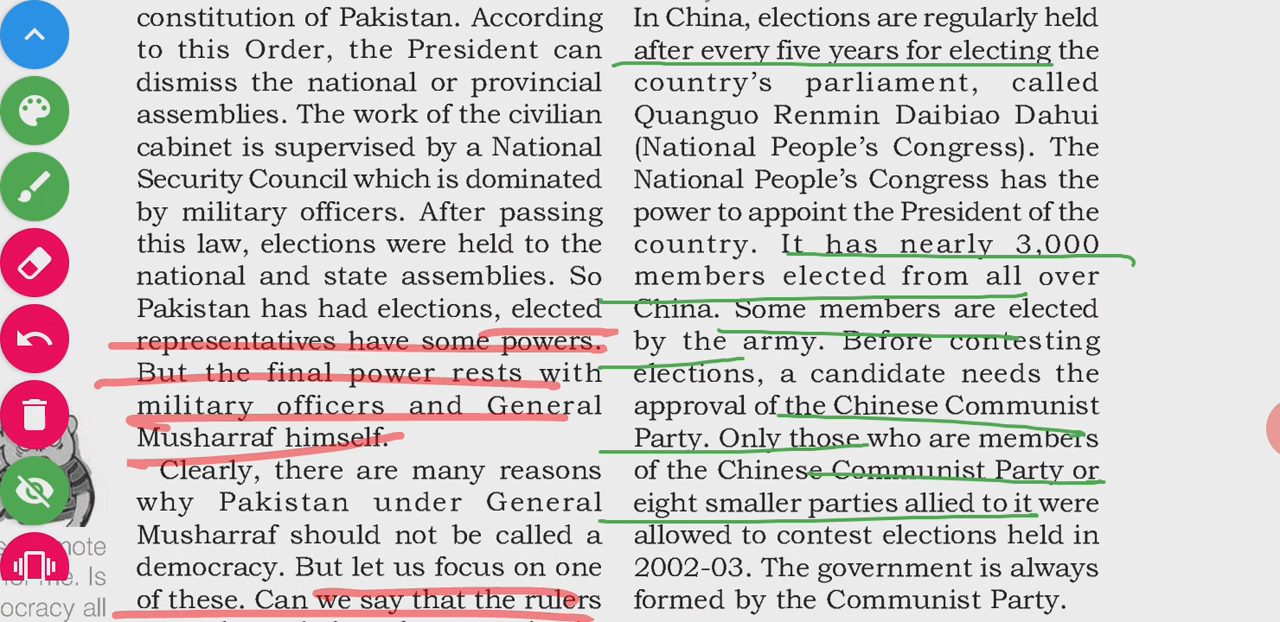 constitution of Pakistan. According
to this Order, the President can
dismiss the national or provincial
assemblies. The work of the civilian
cabinet is supervised by a National
Security Council which is dominated
by military officers. After passing
this law, elections were held to the
national and state assemblies. So
Pakistan has had elections, elected
representatives have some powers.
But the final power rests with
military officers and General
Musharraf himself.
Clearly, there are many reasons
why Pakistan under General
Musharraf should not be called a
democracy. But let us focus on one
of these. Can we say that the rulers
In China, elections are regularly held
after every five years for electing the
country's parliament, called
Quanguo Renmin Daibiao Dahui
(National People's Congress). The
National People's Congress has the
power to appoint the President of the
country. It has nearly 3,000
members elected from all over
China. Some members are elected
by the army. Before contesting
elections, a candidate needs the
approval of the Chinese Communist
Party. Only those who are members
of the Chinese Communist Party or
eight smaller parties allied to it were
allowed to contest elections held in
2002-03. The government is always
formed by the Communist Party.
mote
me. Is
ocracy all